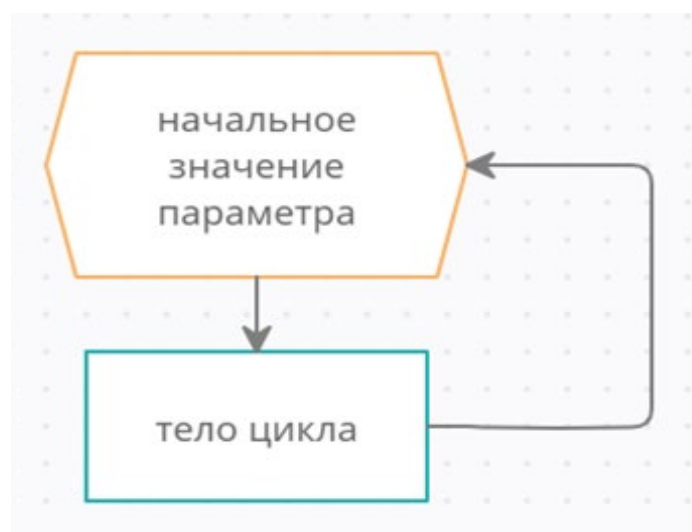 начальное
значение
параметра
тело цикла